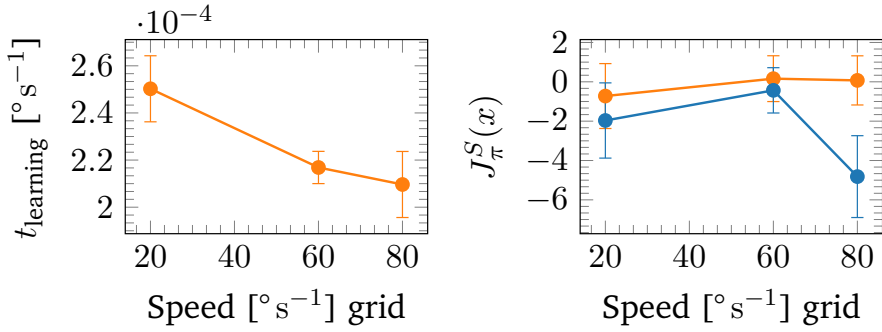 ·10⁻⁴
t_learning [° s⁻¹]
2.6
2.4
2.2
2
20 40 60 80
Speed [° s⁻¹] grid
J_π^S(x)
2
0
−2
−4
−6
20 40 60 80
Speed [° s⁻¹] grid